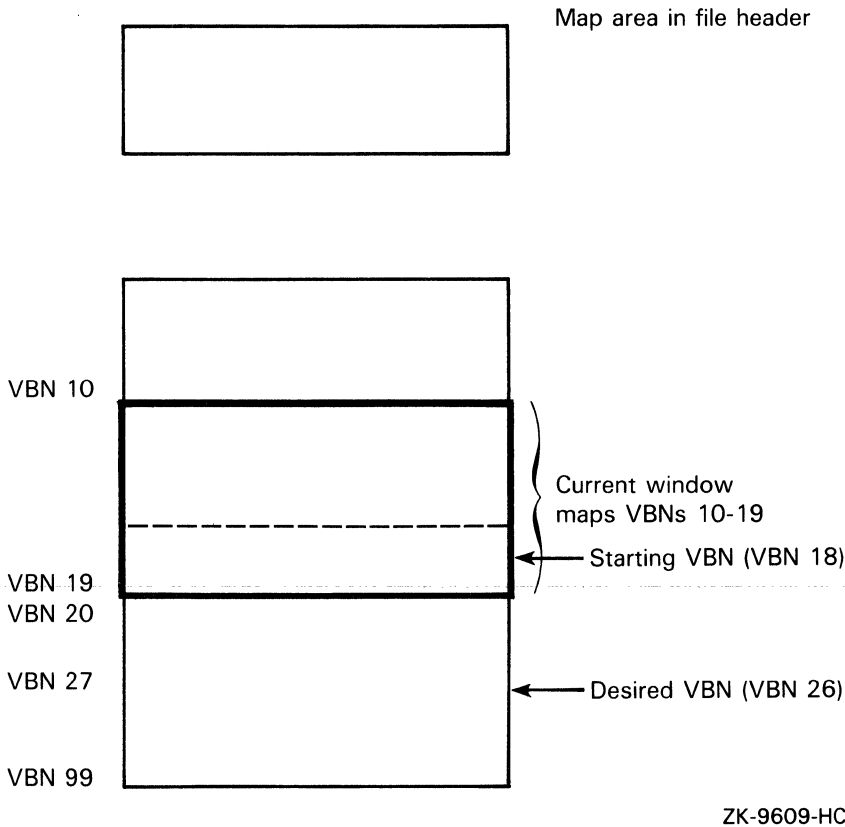 Map area in file header
VBN 10
Current window
maps VBNs 10-19
Starting VBN (VBN 18)
VBN 19
VBN 20
VBN 27
Desired VBN (VBN 26)
VBN 99
ZK-9609-HC